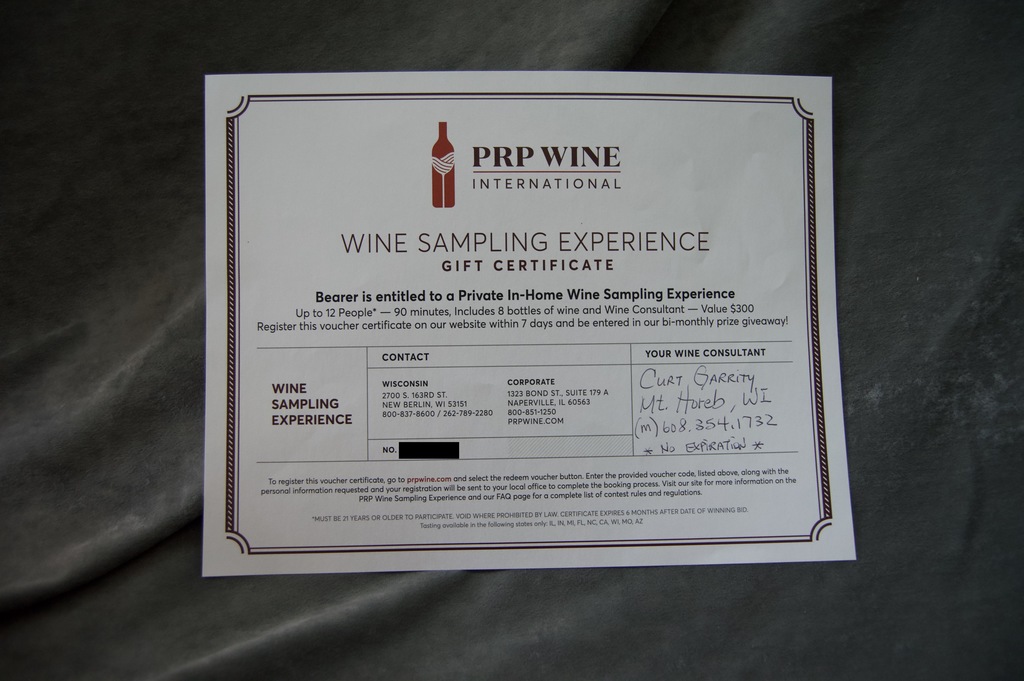 PRP WINE
INTERNATIONAL
WINE SAMPLING EXPERIENCE
GIFT CERTIFICATE
Bearer is entitled to a Private In-Home Wine Sampling Experience
Up to 12 People* — 90 minutes, Includes 8 bottles of wine and Wine Consultant — Value $300
Register this voucher certificate on our website within 7 days and be entered in our bi-monthly prize giveaway!
WINE
SAMPLING
EXPERIENCE
CONTACT
WISCONSIN
2700 S. 163RD ST.
NEW BERLIN, WI 53151
800-837-8600 / 262-789-2280
CORPORATE
1323 BOND ST., SUITE 179 A
NAPERVILLE, IL 60563
800-851-1250
PRPWINE.COM
NO.
YOUR WINE CONSULTANT
CURT GARRITY
Mt. Horeb, WI
(m) 608.354.1732
* NO EXPIRATION *
To register this voucher certificate, go to prpwine.com and select the redeem voucher button. Enter the provided voucher code, listed above, along with the
personal information requested and your registration will be sent to your local office to complete the booking process. Visit our site for more information on the
PRP Wine Sampling Experience and our FAQ page for a complete list of contest rules and regulations.
*MUST BE 21 YEARS OR OLDER TO PARTICIPATE. VOID WHERE PROHIBITED BY LAW. CERTIFICATE EXPIRES 6 MONTHS AFTER DATE OF WINNING BID.
Tasting available in the following states only: IL, IN, MI, FL, NC, CA, WI, MO, AZ